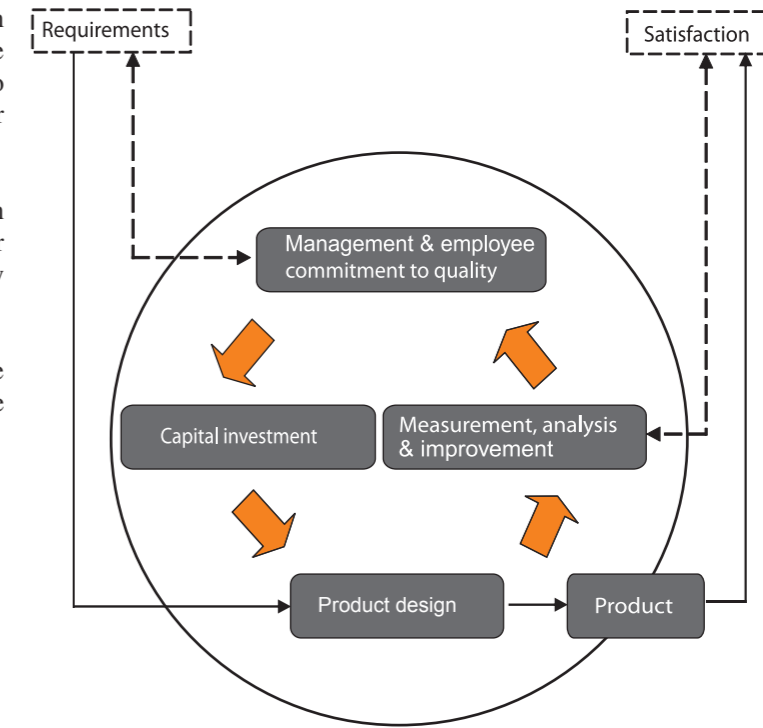 Requirements
Satisfaction
Management & employee
commitment to quality
Capital investment
Measurement, analysis
& improvement
Product design
Product